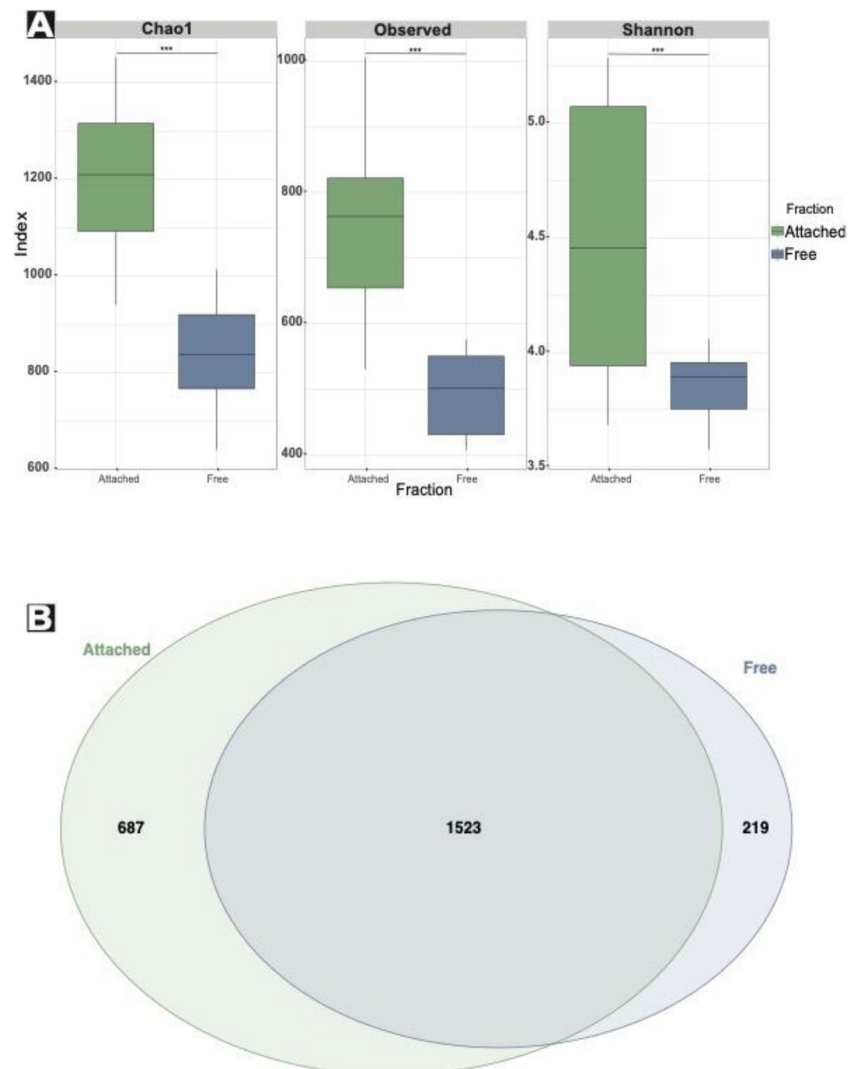 A
Chao1 Observed Shannon
*** *** ***
Index
1400
1200
1000
800
600
1000
800
600
400
5.0
4.5
4.0
3.5
Attached Free Attached Free Attached Free
Fraction
Fraction
Attached
Free
B
Attached
Free
687 1523 219